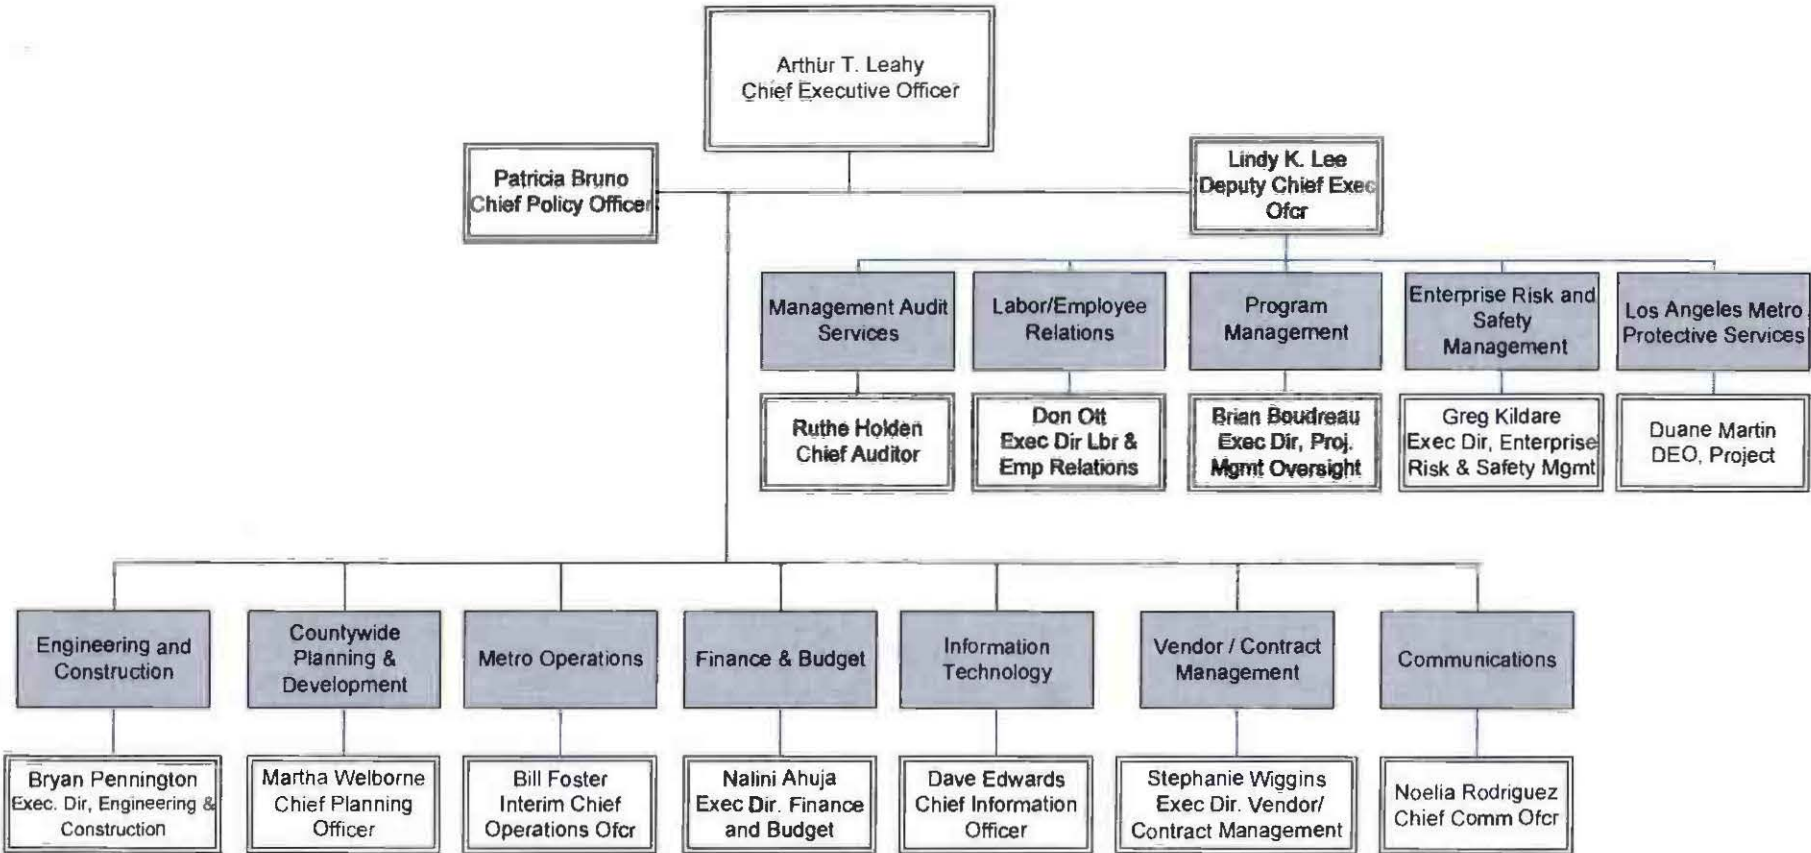 Arthur T. Leahy
Chief Executive Officer
Patricia Bruno
Chief Policy Officer
Lindy K. Lee
Deputy Chief Exec
Ofcr
Management Audit
Services
Labor/Employee
Relations
Program
Management
Enterprise Risk and
Safety
Management
Los Angeles Metro
Protective Services
Ruthe Holden
Chief Auditor
Don Ott
Exec Dir Lbr &
Emp Relations
Brian Boudreau
Exec Dir, Proj.
Mgmt Oversight
Greg Kildare
Exec Dir, Enterprise
Risk & Safety Mgmt
Duane Martin
DEO, Project
Engineering and
Construction
Countywide
Planning &
Development
Metro Operations
Finance & Budget
Information
Technology
Vendor / Contract
Management
Communications
Bryan Pennington
Exec. Dir, Engineering &
Construction
Martha Welborne
Chief Planning
Officer
Bill Foster
Interim Chief
Operations Ofcr
Nalini Ahuja
Exec Dir. Finance
and Budget
Dave Edwards
Chief Information
Officer
Stephanie Wiggins
Exec Dir. Vendor/
Contract Management
Noelia Rodriguez
Chief Comm Ofcr